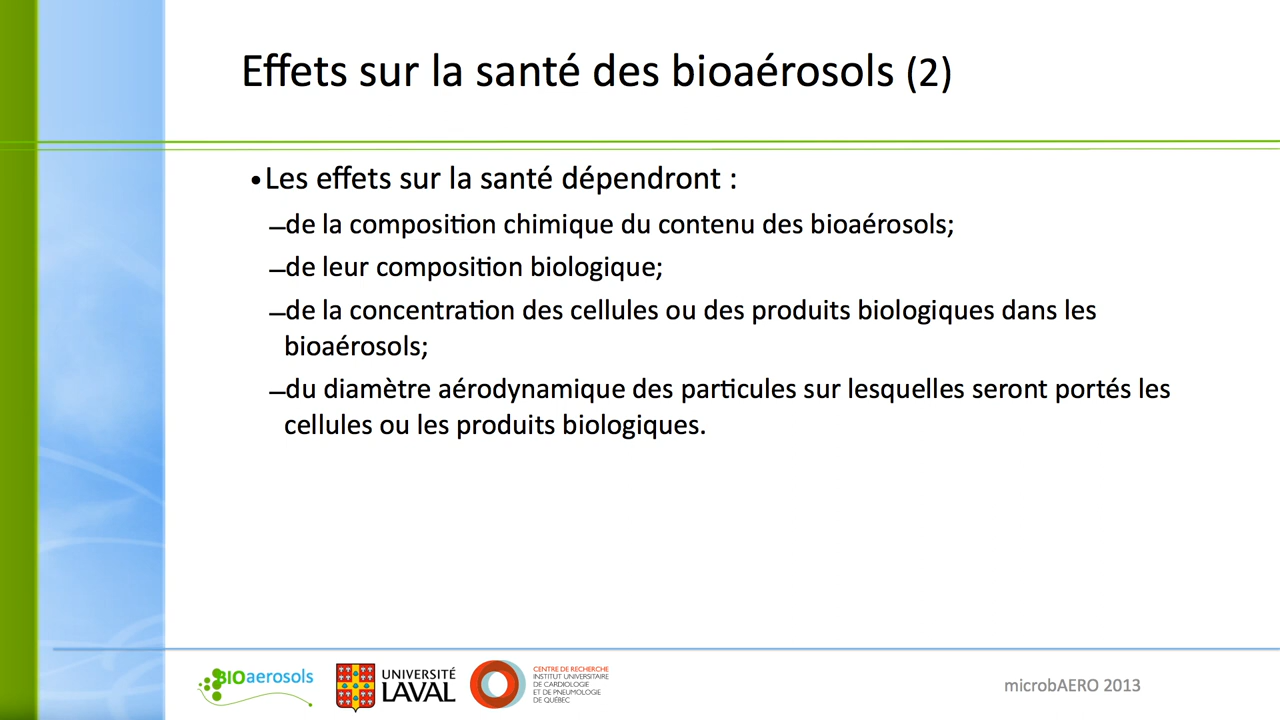 Effets sur la santé des bioaérosols (2)
•Les effets sur la santé dépendront :
–de la composition chimique du contenu des bioaérosols;
–de leur composition biologique;
–de la concentration des cellules ou des produits biologiques dans les
bioaérosols;
–du diamètre aérodynamique des particules sur lesquelles seront portés les
cellules ou les produits biologiques.
BIOaerosols
UNIVERSITÉ
LAVAL
CENTRE DE RECHERCHE
INSTITUT UNIVERSITAIRE
DE CARDIOLOGIE
ET DE PNEUMOLOGIE
DE QUÉBEC
microbAERO 2013